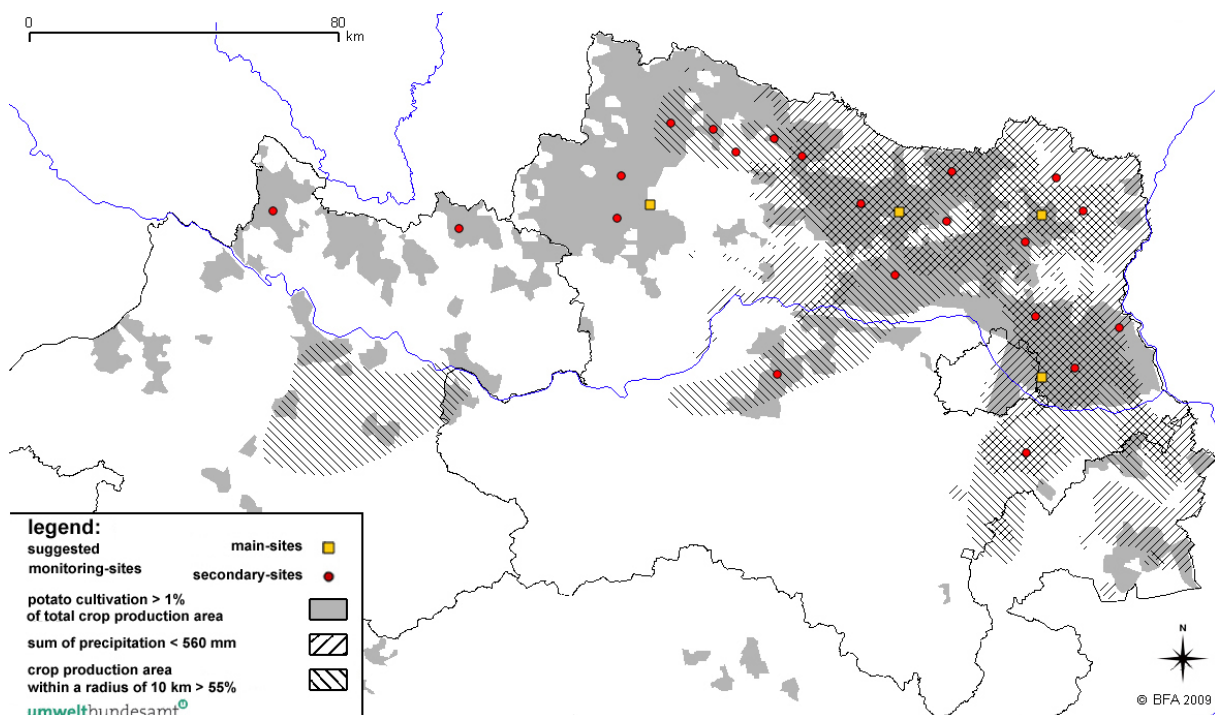 0 80
km
legend:
suggested main-sites
monitoring-sites secondary-sites
potato cultivation > 1%
of total crop production area
sum of precipitation < 560 mm
crop production area
within a radius of 10 km > 55%
umweltbundesamt U
N
© BFA 2009